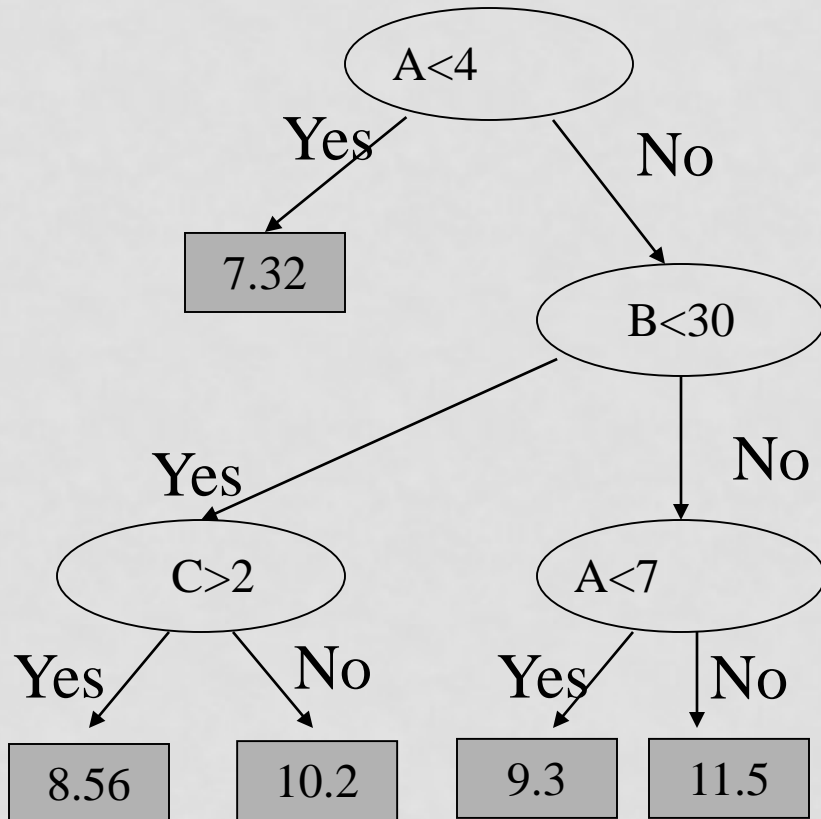 A<4
Yes
No
7.32
B<30
Yes
No
C>2
A<7
Yes
No
Yes
No
8.56
10.2
9.3
11.5